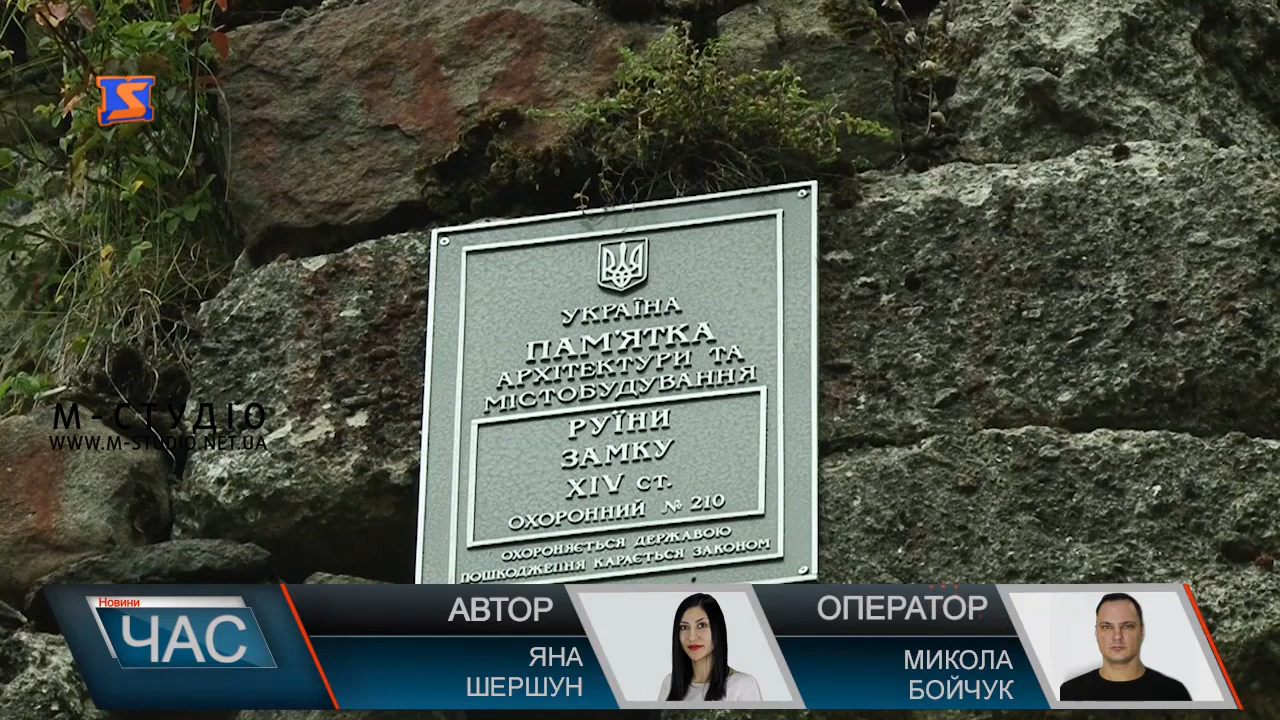 S
УКРАЇНА
ПАМ'ЯТКА
АРХІТЕКТУРИ ТА
МІСТОБУДУВАННЯ
РУЇНИ
ЗАМКУ
XIV ст.
ОХОРОННИЙ № 210
ОХОРОНЯЄТЬСЯ ДЕРЖАВОЮ
ПОШКОДЖЕННЯ КАРАЄТЬСЯ ЗАКОНОМ
М-СТУДІО
WWW.M-STUDIO.NET.UA
Новини
ЧАС
АВТОР
ЯНА
ШЕРШУН
ОПЕРАТОР
МИКОЛА
БОЙЧУК